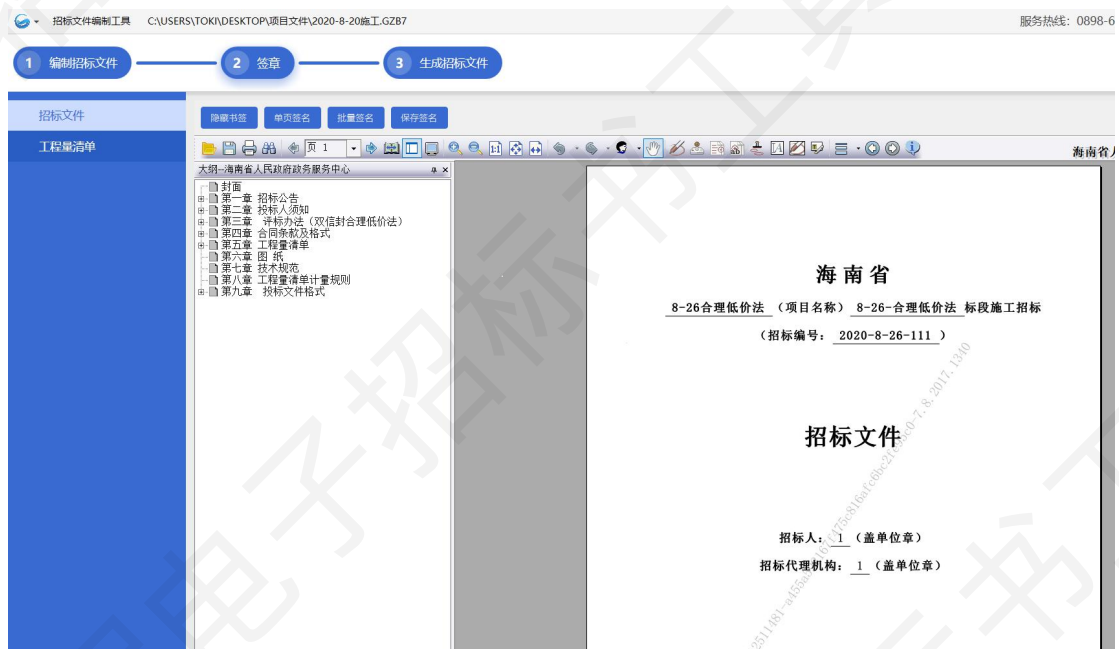 招标文件编制工具 C:\USERS\TOKI\DESKTOP\项目文件\2020-8-20施工.GZB7 服务热线：0898-6
1 编制招标文件 2 签章 3 生成招标文件
招标文件
工程量清单
隐藏书签 单页签名 批量签名 保存签名
页 1
海南省人
大纲—海南省人民政府政务服务中心
封面
第一章 招标公告
第二章 投标人须知
第三章 评标办法（双信封合理低价法）
第四章 合同条款及格式
第五章 工程量清单
第六章 图 纸
第七章 技术规范
第八章 工程量清单计量规则
第九章 投标文件格式
海 南 省
8-26合理低价法 （项目名称） 8-26-合理低价法 标段施工招标
（招标编号： 2020-8-26-111 ）
招标文件
招标人： 1 （盖单位章）
招标代理机构： 1 （盖单位章）